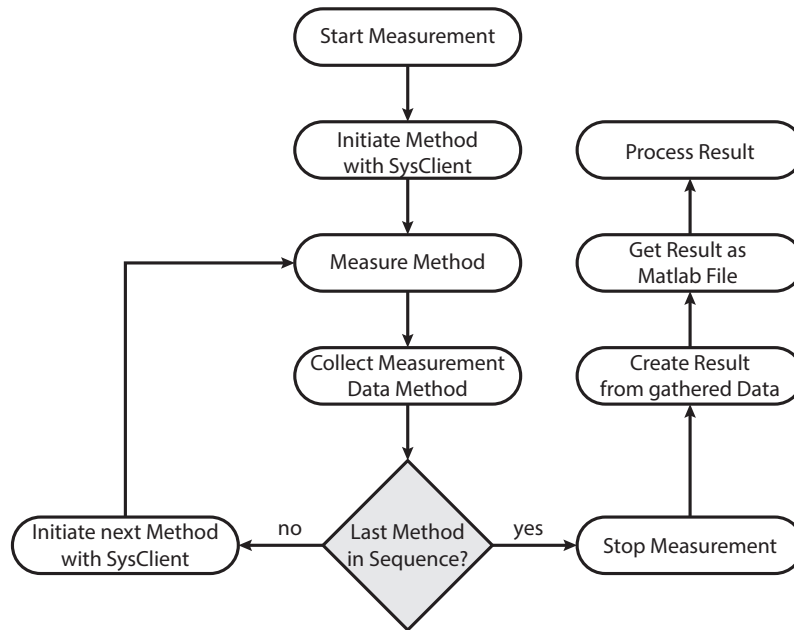 Start Measurement
Initiate Method
with SysClient
Measure Method
Collect Measurement
Data Method
Last Method
in Sequence?
no
Initiate next Method
with SysClient
yes
Stop Measurement
Create Result
from gathered Data
Get Result as
Matlab File
Process Result